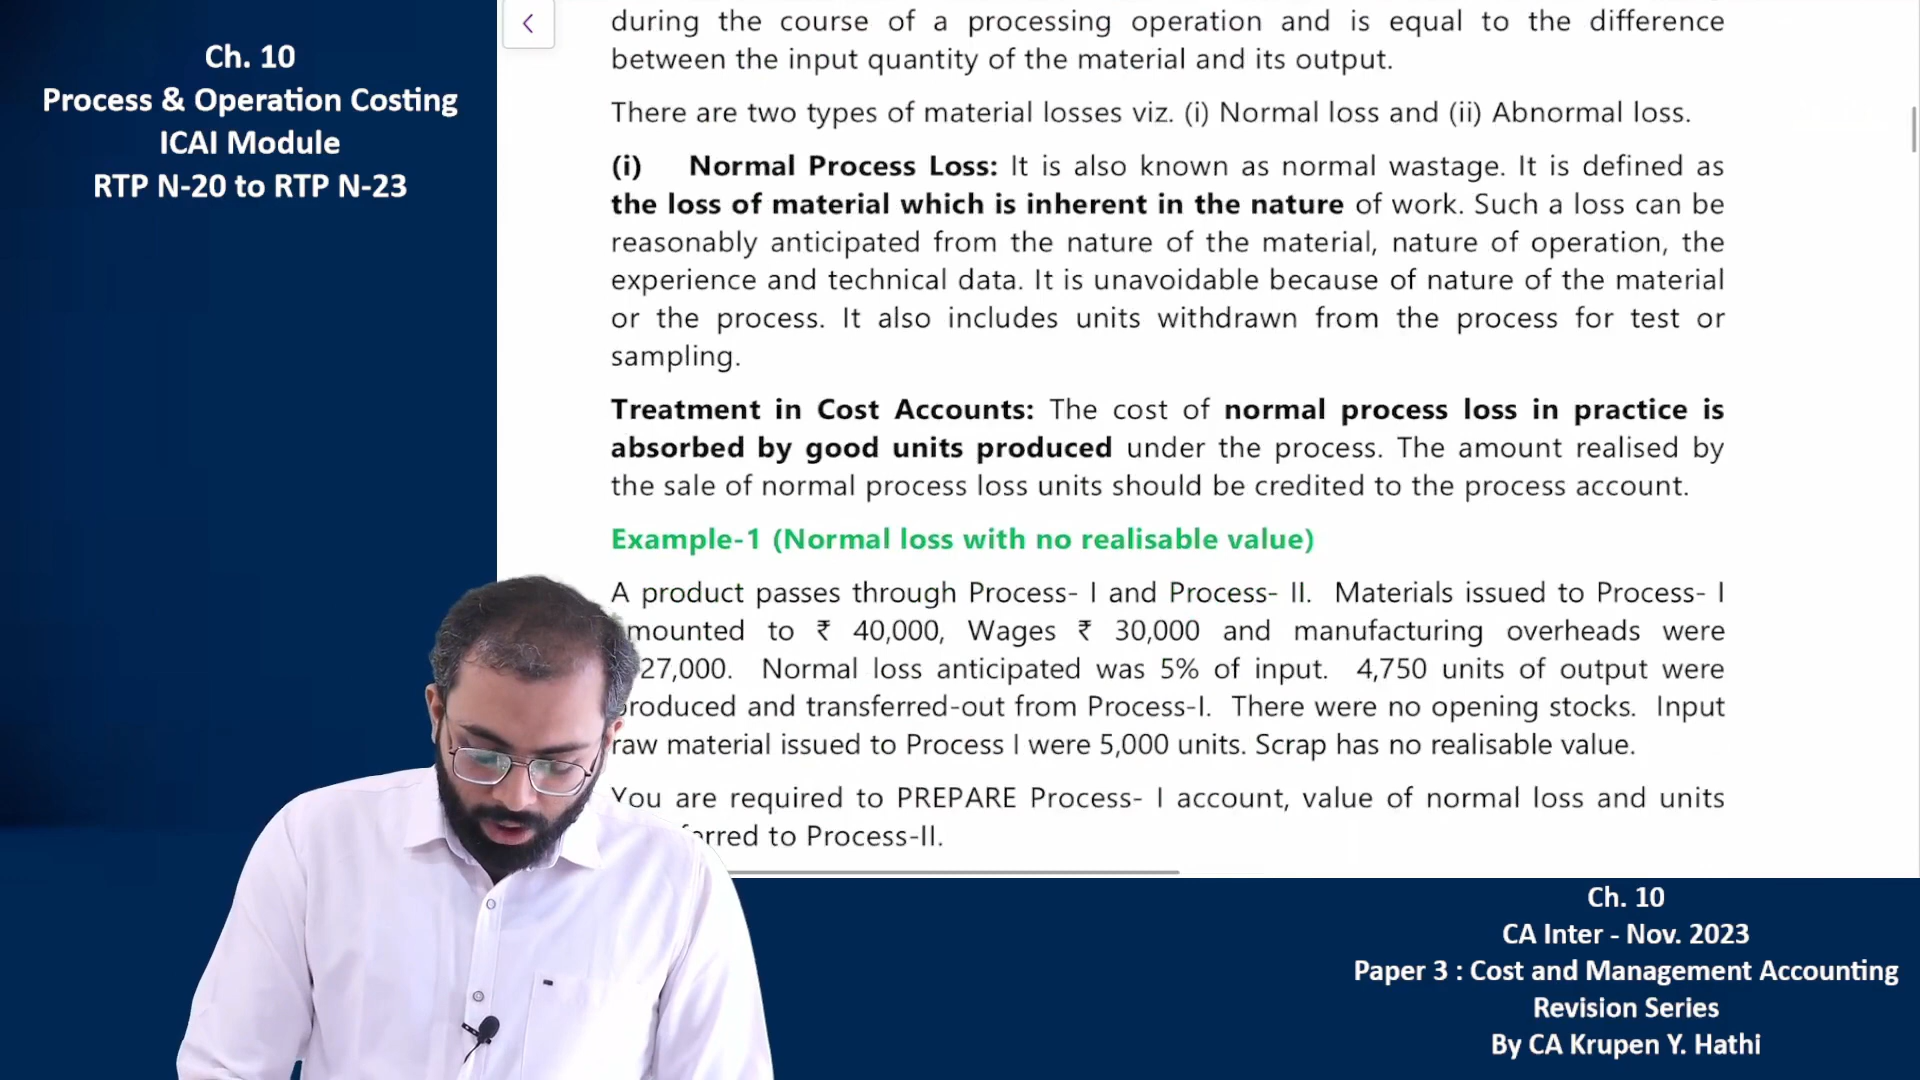 Ch. 10
Process & Operation Costing
ICAI Module
RTP N-20 to RTP N-23
during the course of a processing operation and is equal to the difference
between the input quantity of the material and its output.
There are two types of material losses viz. (i) Normal loss and (ii) Abnormal loss.
(i) Normal Process Loss: It is also known as normal wastage. It is defined as
the loss of material which is inherent in the nature of work. Such a loss can be
reasonably anticipated from the nature of the material, nature of operation, the
experience and technical data. It is unavoidable because of nature of the material
or the process. It also includes units withdrawn from the process for test or
sampling.
Treatment in Cost Accounts: The cost of normal process loss in practice is
absorbed by good units produced under the process. The amount realised by
the sale of normal process loss units should be credited to the process account.
Example-1 (Normal loss with no realisable value)
A product passes through Process- I and Process- II. Materials issued to Process- I
mounted to ₹ 40,000, Wages ₹ 30,000 and manufacturing overheads were
27,000. Normal loss anticipated was 5% of input. 4,750 units of output were
produced and transferred-out from Process-I. There were no opening stocks. Input
raw material issued to Process I were 5,000 units. Scrap has no realisable value.
You are required to PREPARE Process- I account, value of normal loss and units
erred to Process-II.
Ch. 10
CA Inter - Nov. 2023
Paper 3 : Cost and Management Accounting
Revision Series
By CA Krupen Y. Hathi